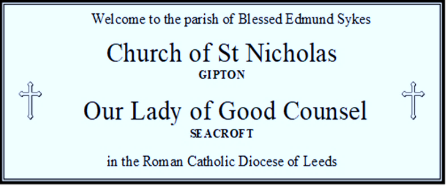 Welcome to the parish of Blessed Edmund Sykes
Church of St Nicholas
GIPTON
Our Lady of Good Counsel
SEACROFT
in the Roman Catholic Diocese of Leeds